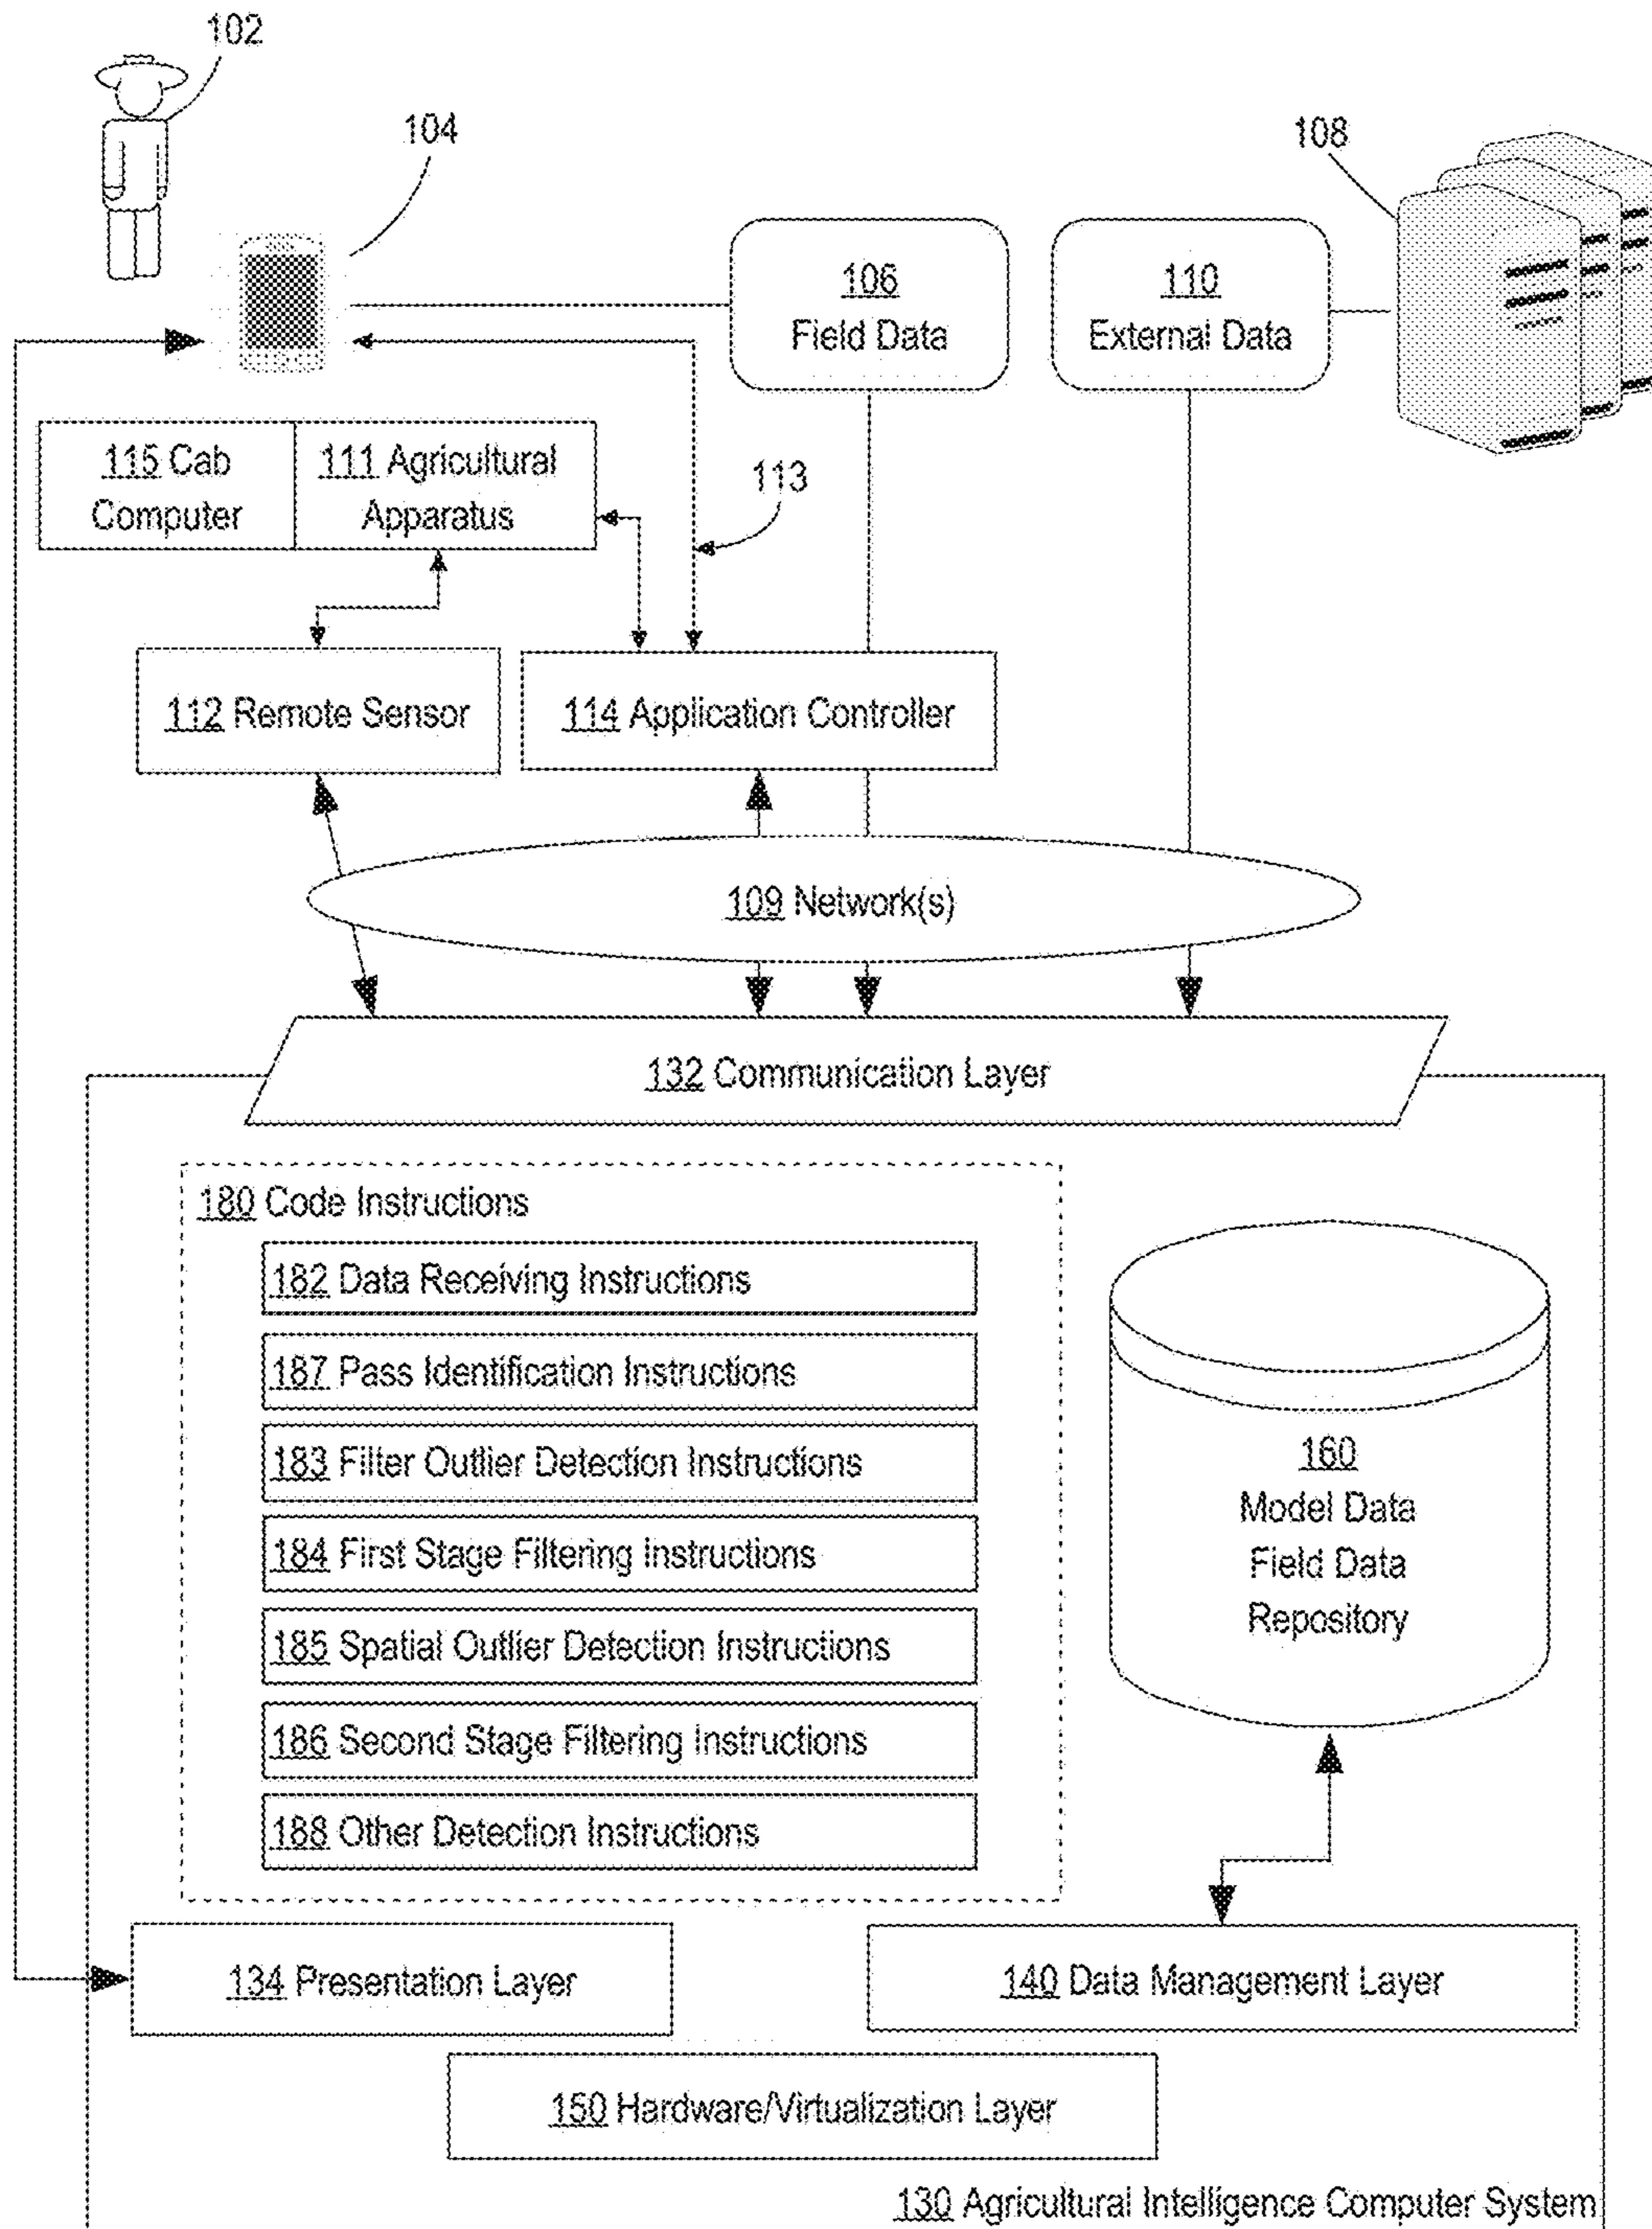 102
104
108
106
Field Data
110
External Data
115 Cab
Computer
111 Agricultural
Apparatus
113
112 Remote Sensor
114 Application Controller
109 Network(s)
132 Communication Layer
180 Code Instructions
182 Data Receiving Instructions
187 Pass Identification Instructions
183 Filter Outlier Detection Instructions
184 First Stage Filtering Instructions
185 Spatial Outlier Detection Instructions
186 Second Stage Filtering Instructions
188 Other Detection Instructions
160
Model Data
Field Data
Repository
134 Presentation Layer
140 Data Management Layer
150 Hardware/Virtualization Layer
130 Agricultural Intelligence Computer System